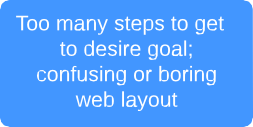 Too many steps to get
to desire goal;
confusing or boring
web layout